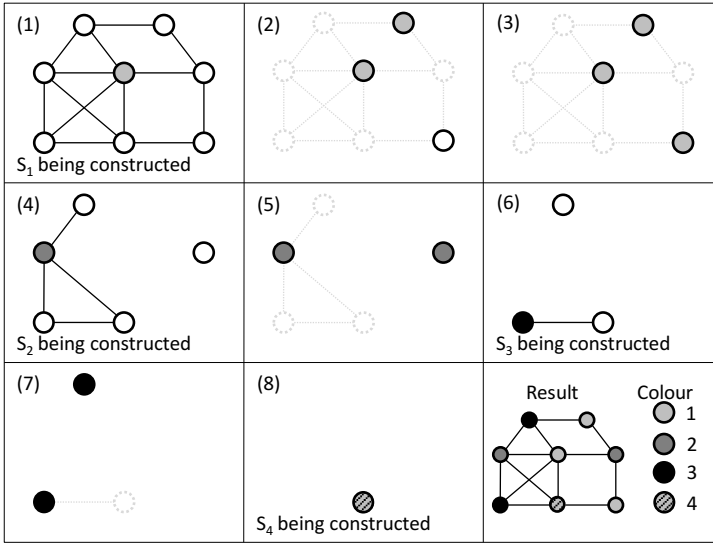 (1)
S₁ being constructed
(2)
(3)
(4)
S₂ being constructed
(5)
(6)
S₃ being constructed
(7)
(8)
S₄ being constructed
Result
Colour
1
2
3
4